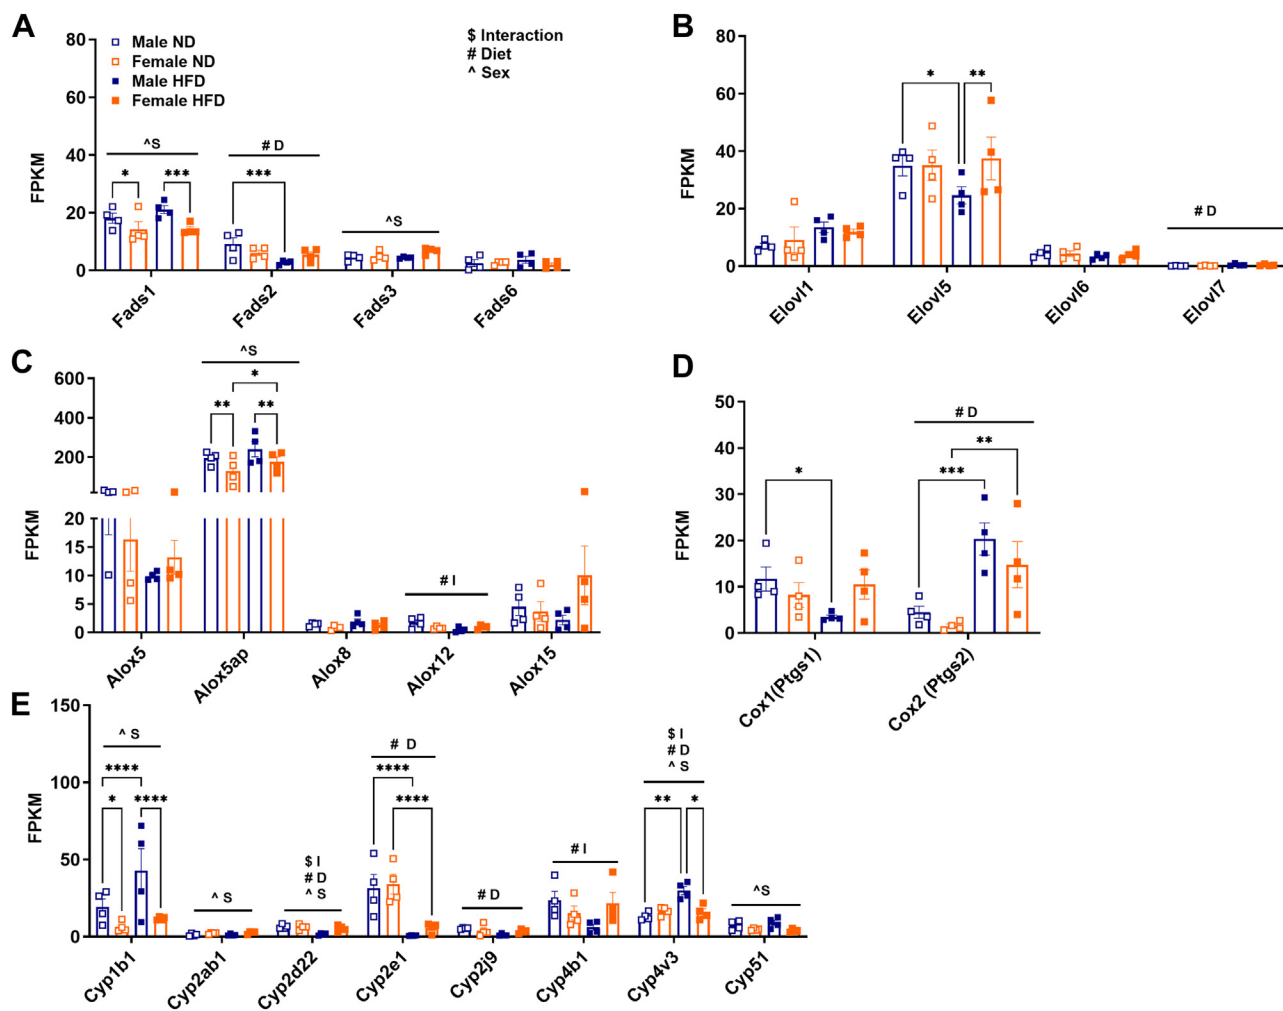 A
80
60
40
20
0
FPKM
Male ND
Female ND
Male HFD
Female HFD
$ Interaction
# Diet
^ Sex
^S
*
***
# D
***
^S
Fads1
Fads2
Fads3
Fads6
B
80
60
40
20
0
FPKM
*
**
# D
Elovl1
Elovl5
Elovl6
Elovl7
C
600
400
200
20
15
10
5
0
FPKM
^S
*
**
**
# I
Alox5
Alox5ap
Alox8
Alox12
Alox15
D
50
40
30
20
10
0
FPKM
*
# D
**
***
Cox1(Ptgs1)
Cox2 (Ptgs2)
E
150
100
50
0
FPKM
^ S
****
*
****
^ S
$ I
# D
^ S
# D
****
****
# D
# I
$ I
# D
^ S
**
*
^S
Cyp1b1
Cyp2ab1
Cyp2d22
Cyp2e1
Cyp2j9
Cyp4b1
Cyp4v3
Cyp51